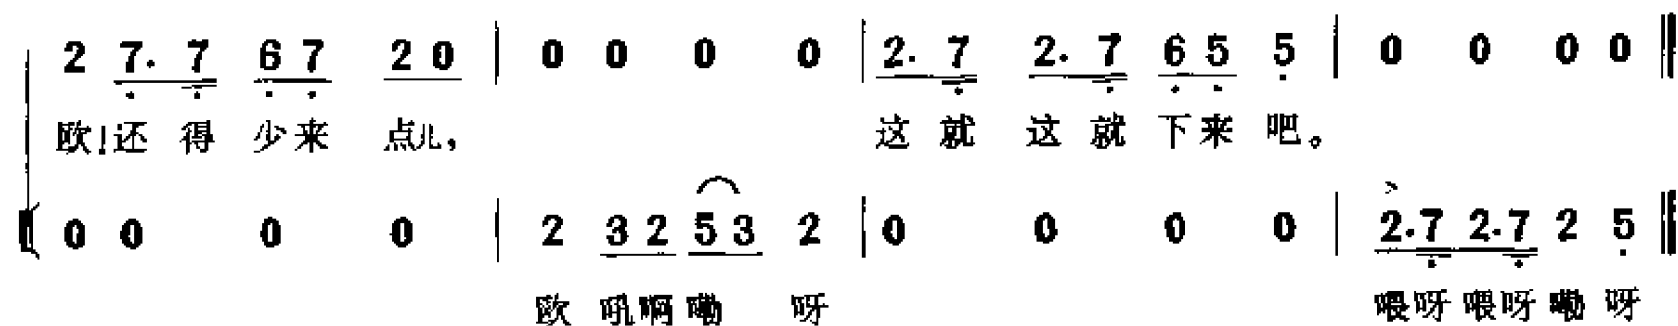 2 7. 7 6 7 2 0 | 0 0 0 0 | 2. 7 2. 7 6 5 5 | 0 0 0 0
欧!还 得 少来 点儿, 这 就 这 就 下来 吧。
0 0 0 0 | 2 3 2 5 3 2 | 0 0 0 0 | 2.7 2.7 2 5
欧 吼啊嘞 呀 喂呀喂呀嘞 呀